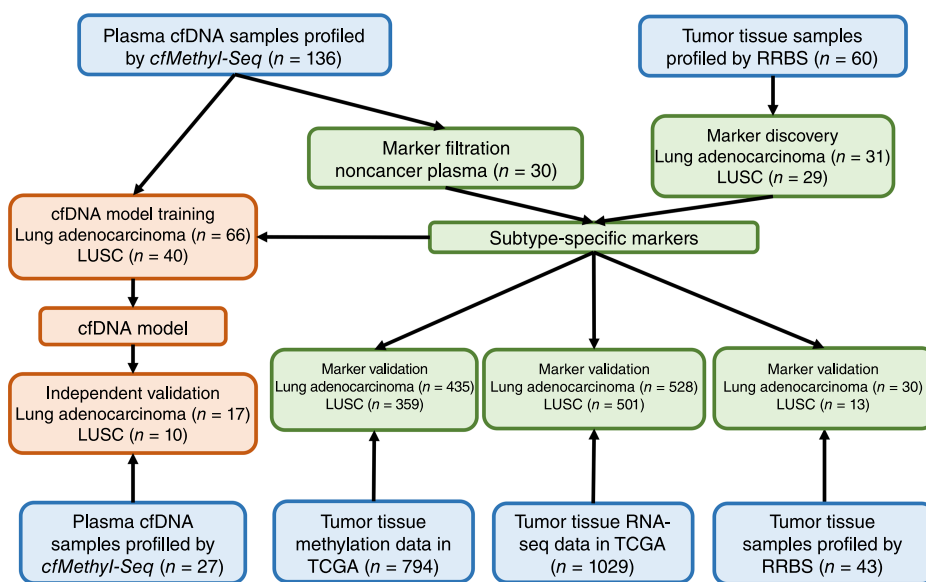 Plasma cfDNA samples profiled
by cfMethyl-Seq (n = 136)
Tumor tissue samples
profiled by RRBS (n = 60)
Marker filtration
noncancer plasma (n = 30)
Marker discovery
Lung adenocarcinoma (n = 31)
LUSC (n = 29)
cfDNA model training
Lung adenocarcinoma (n = 66)
LUSC (n = 40)
Subtype-specific markers
cfDNA model
Independent validation
Lung adenocarcinoma (n = 17)
LUSC (n = 10)
Marker validation
Lung adenocarcinoma (n = 435)
LUSC (n = 359)
Marker validation
Lung adenocarcinoma (n = 528)
LUSC (n = 501)
Marker validation
Lung adenocarcinoma (n = 30)
LUSC (n = 13)
Plasma cfDNA
samples profiled by
cfMethyl-Seq (n = 27)
Tumor tissue
methylation data in
TCGA (n = 794)
Tumor tissue RNA-
seq data in TCGA
(n = 1029)
Tumor tissue
samples profiled by
RRBS (n = 43)